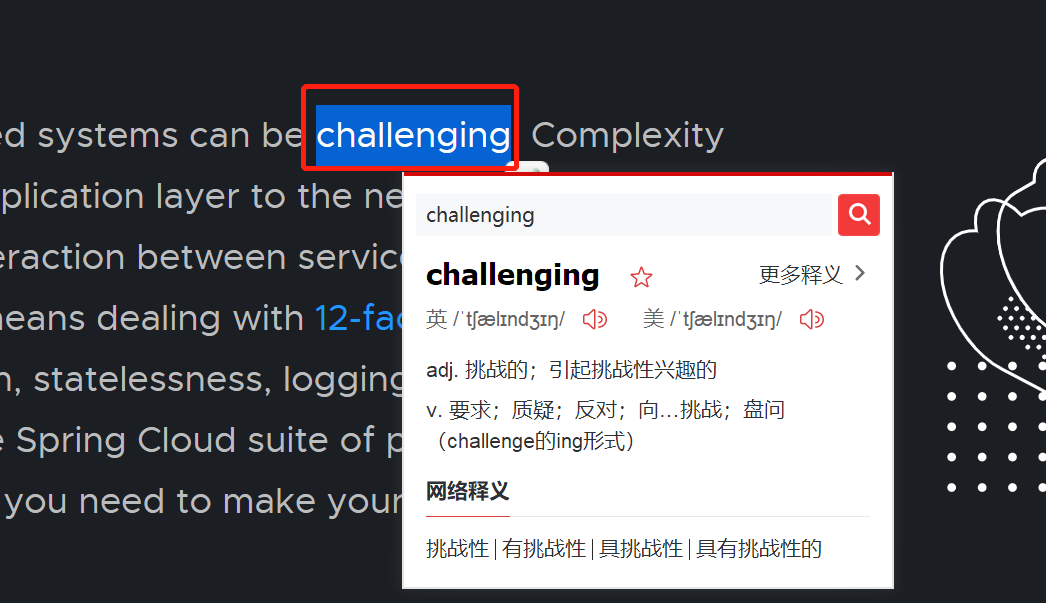 ed systems can be challenging. Complexity
plication layer to the ne
eraction between servic
neans dealing with 12-fac
n, statelessness, logging
e Spring Cloud suite of p
you need to make your
challenging
challenging
更多释义
英 /ˈtʃælɪndʒɪŋ/ 美 /ˈtʃælɪndʒɪŋ/
adj. 挑战的；引起挑战性兴趣的
v. 要求；质疑；反对；向…挑战；盘问
（challenge的ing形式）
网络释义
挑战性|有挑战性|具挑战性|具有挑战性的